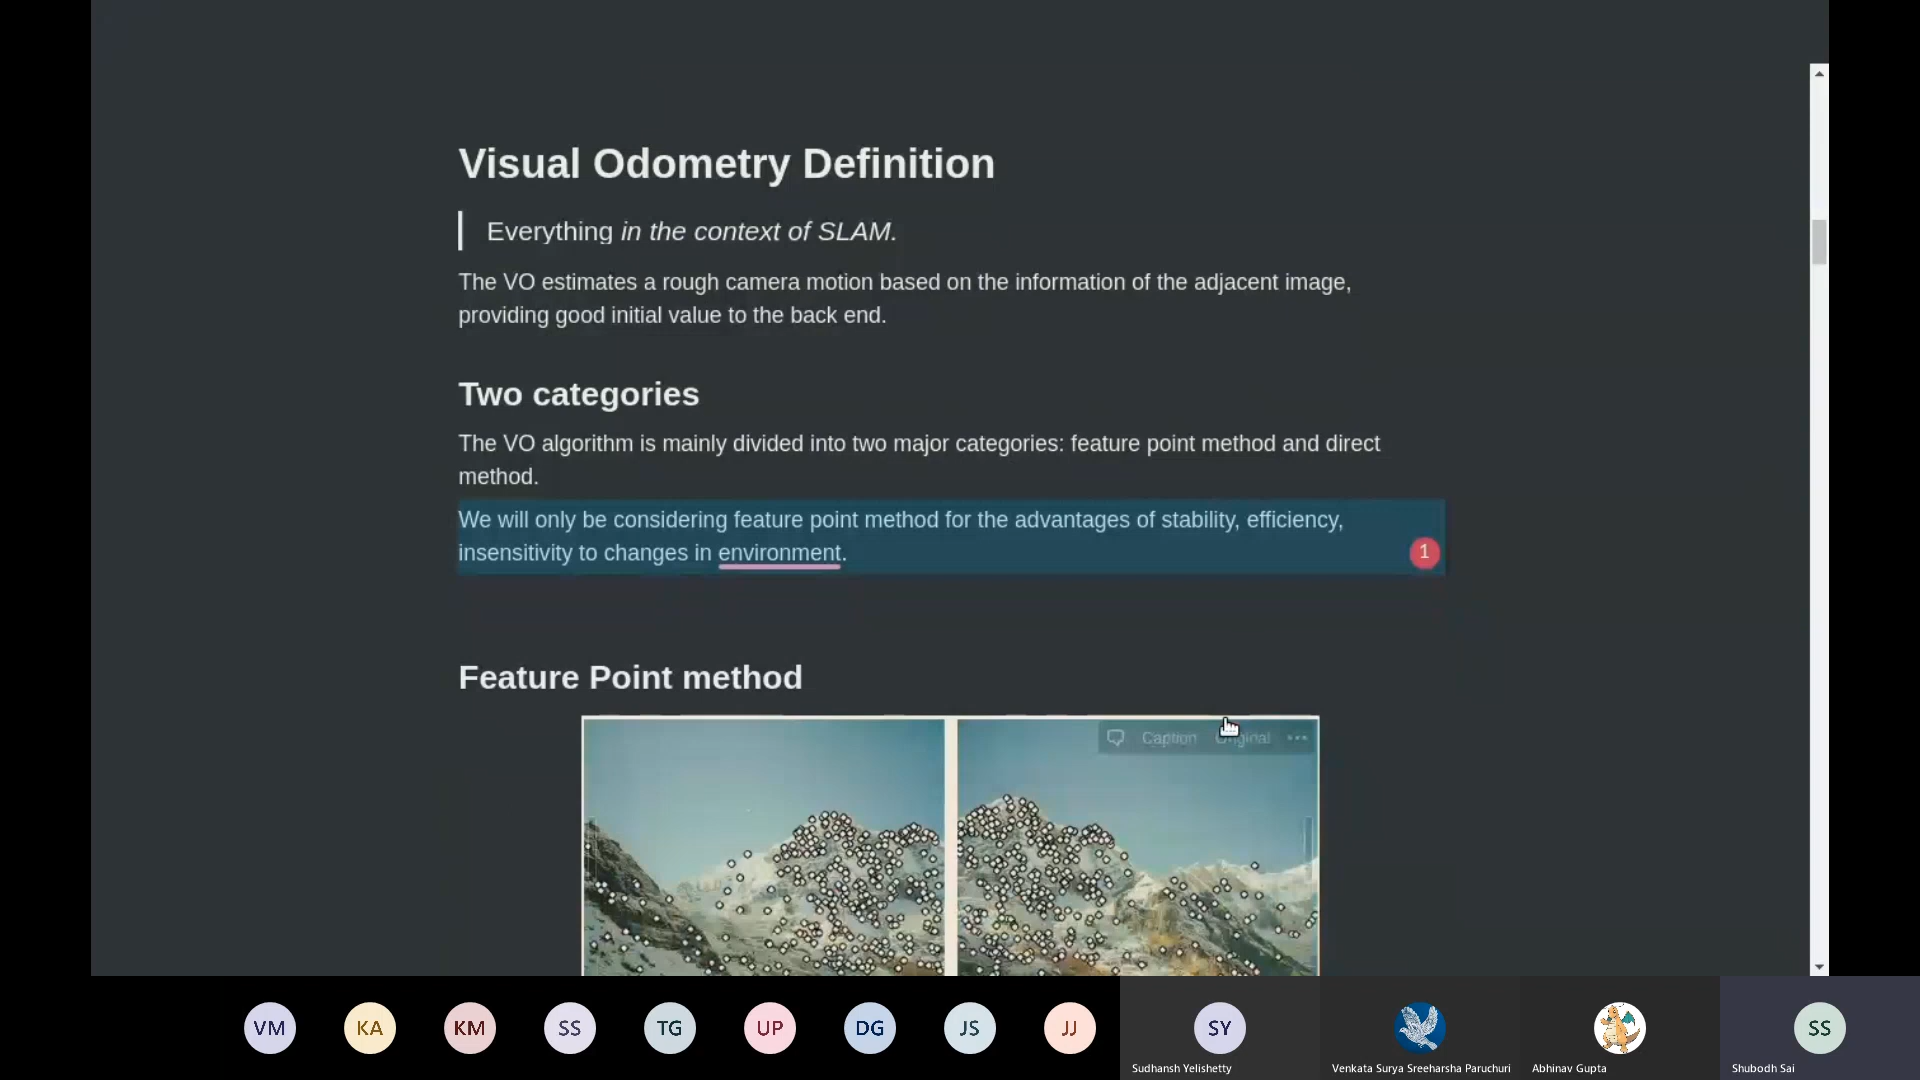 Visual Odometry Definition
Everything in the context of SLAM.
The VO estimates a rough camera motion based on the information of the adjacent image,
providing good initial value to the back end.
Two categories
The VO algorithm is mainly divided into two major categories: feature point method and direct
method.
We will only be considering feature point method for the advantages of stability, efficiency,
insensitivity to changes in environment.
1
Feature Point method
Caption Original
VM KA KM SS TG UP DG JS JJ SY SS
Sudhansh Yelishetty Venkata Surya Sreeharsha Paruchuri Abhinav Gupta Shubodh Sai